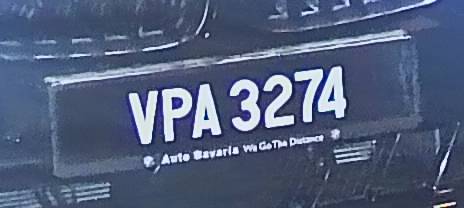 VPA 3274
Auto Bavaria We Go The Distance